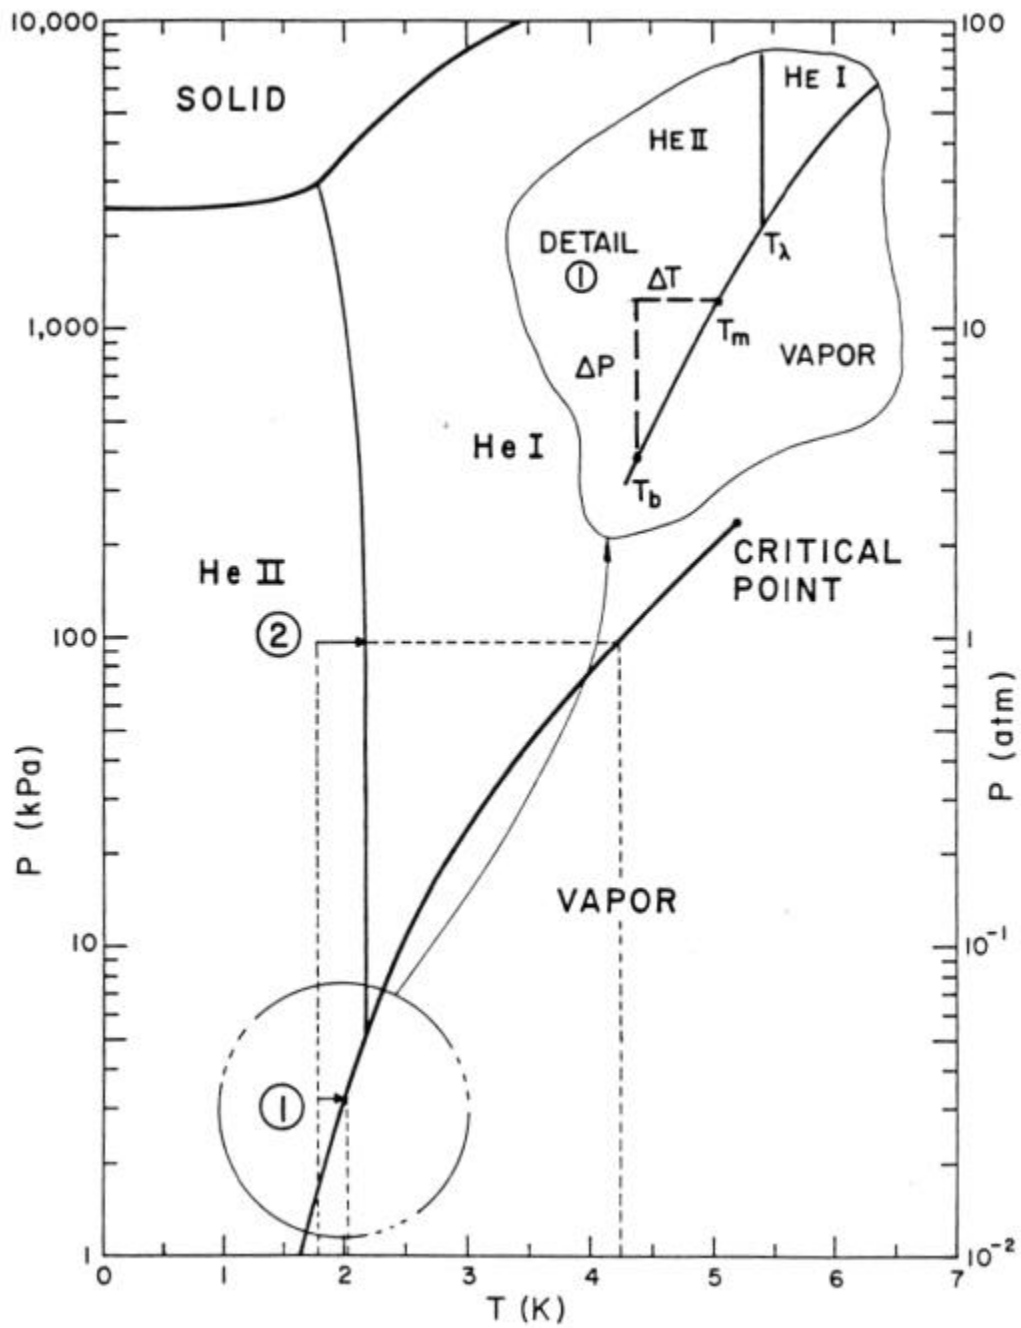 10,000
1,000
100
10
1
P (kPa)
0 1 2 3 4 5 6 7
T (K)
100
10
1
10⁻¹
10⁻²
P (atm)
SOLID
He II
He I
VAPOR
CRITICAL
POINT
②
①
DETAIL
①
HE II
HE I
Tλ
ΔT
Tm
ΔP
VAPOR
Tb